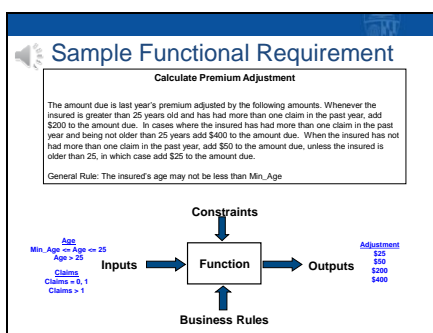 Sample Functional Requirement
Calculate Premium Adjustment
The amount due is last year's premium adjusted by the following amounts. Whenever the
insured is greater than 25 years old and has had more than one claim in the past year, add
$200 to the amount due. In cases where the insured has had more than one claim in the past
year and being not older than 25 years add $400 to the amount due. When the insured has not
had more than one claim in the past year, add $50 to the amount due, unless the insured is
older than 25, in which case add $25 to the amount due.
General Rule: The insured's age may not be less than Min_Age
Constraints
Age
Min_Age <= Age <= 25
Age > 25
Claims
Claims = 0, 1
Claims > 1
Inputs
Function
Outputs
Adjustment
$25
$50
$200
$400
Business Rules